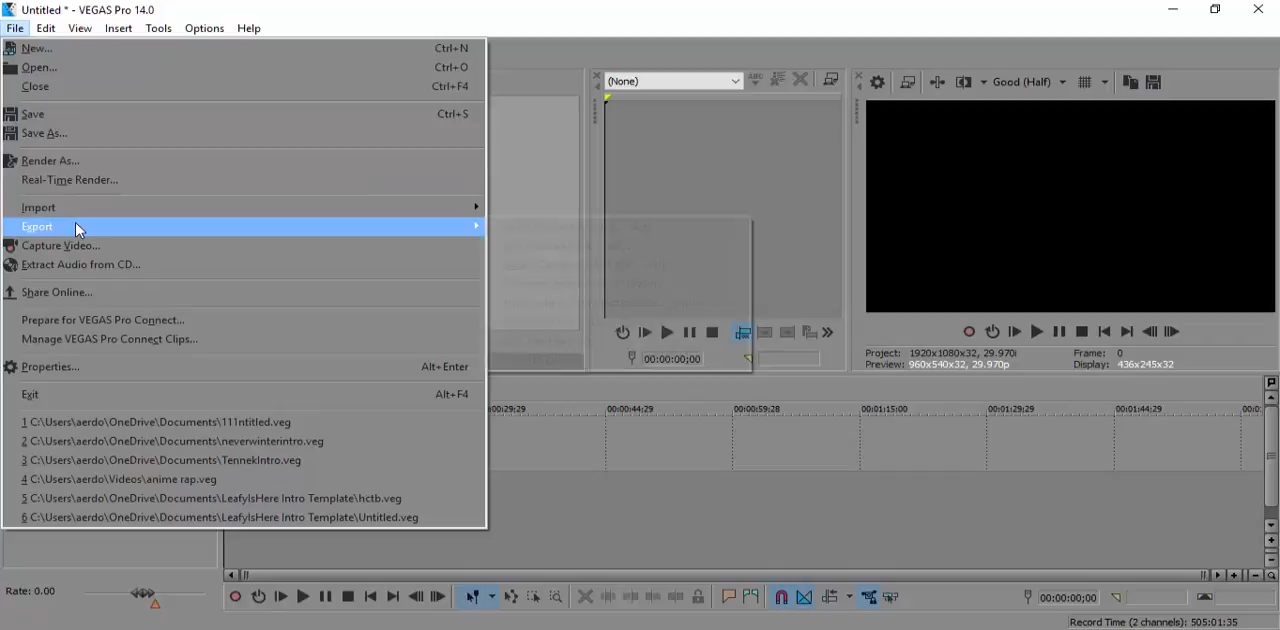 Untitled * - VEGAS Pro 14.0
File Edit View Insert Tools Options Help
New... Ctrl+N
Open... Ctrl+O
Close Ctrl+F4
Save Ctrl+S
Save As...
Render As...
Real-Time Render...
Import
Export
Capture Video...
Extract Audio from CD...
Share Online...
Prepare for VEGAS Pro Connect...
Manage VEGAS Pro Connect Clips...
Properties... Alt+Enter
Exit Alt+F4
1 C:\Users\aerdo\OneDrive\Documents\111ntitled.veg
2 C:\Users\aerdo\OneDrive\Documents\neverwinterintro.veg
3 C:\Users\aerdo\OneDrive\Documents\TennekIntro.veg
4 C:\Users\aerdo\Videos\anime rap.veg
5 C:\Users\aerdo\OneDrive\Documents\LeafyIsHere Intro Template\hctb.veg
6 C:\Users\aerdo\OneDrive\Documents\LeafyIsHere Intro Template\Untitled.veg
(None)
00:00:00;00
Good (Half)
Project: 1920x1080x32, 29.970i Frame: 0
Preview: 960x540x32, 29.970p Display: 436x245x32
00:00:29;29 00:00:44;29 00:00:59;28 00:01:15;00 00:01:29;29 00:01:44;29 00:0
Rate: 0.00
00:00:00;00
Record Time (2 channels): 505:01:35